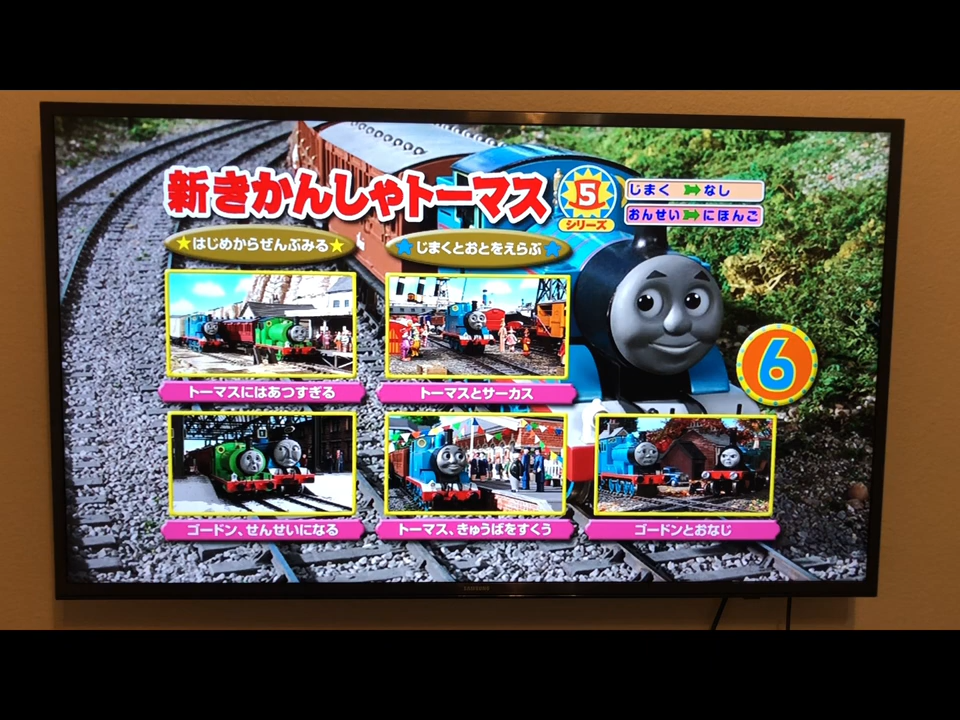 新きかんしゃトーマス
5
シリーズ
じまく➡なし
おんせい➡にほんご
★はじめからぜんぶみる★
★じまくとおとをえらぶ★
トーマスにはあつすぎる
トーマスとサーカス
6
ゴードン、せんせいになる
トーマス、きゅうばをすくう
ゴードンとおなじ
SAMSUNG